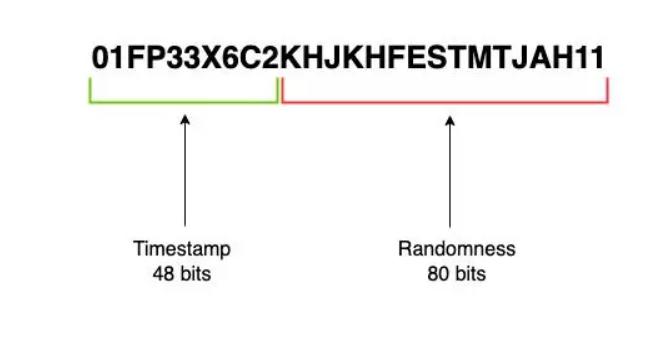 01FP33X6C2KHJKHFESTMTJAH11
Timestamp
48 bits
Randomness
80 bits